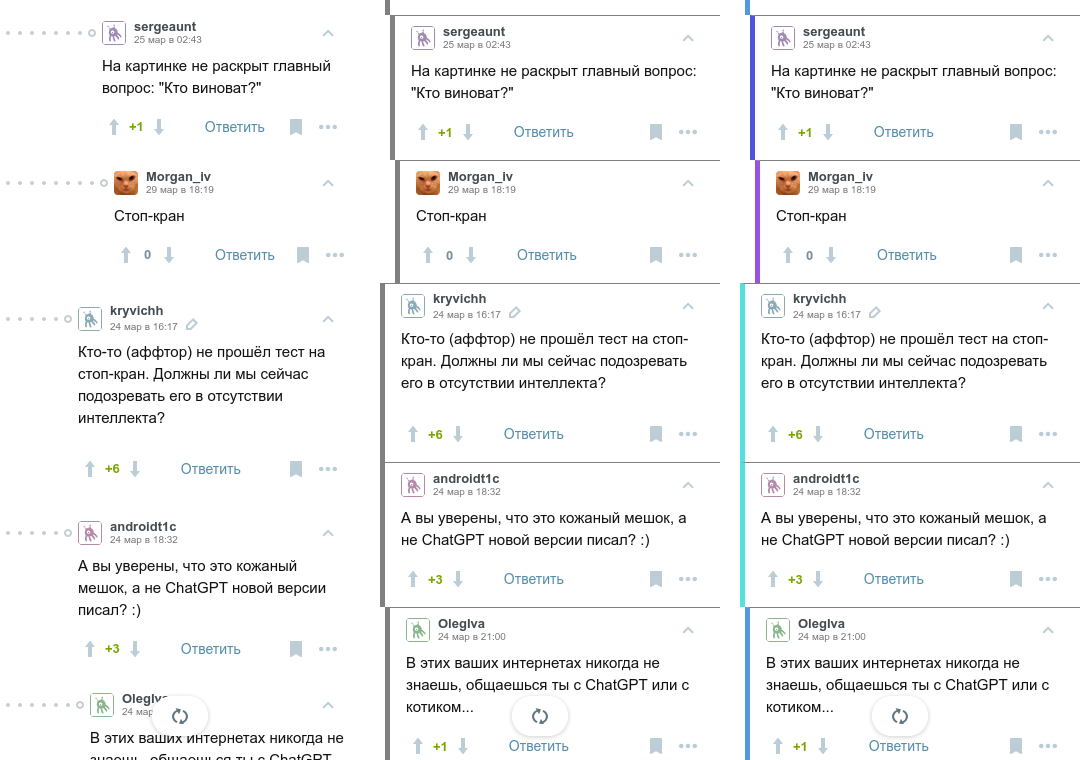 sergeaunt
25 мар в 02:43
На картинке не раскрыт главный
вопрос: "Кто виноват?"
+1 Ответить
Morgan_iv
29 мар в 18:19
Стоп-кран
0 Ответить
kryvichh
24 мар в 16:17
Кто-то (аффтор) не прошёл тест на
стоп-кран. Должны ли мы сейчас
подозревать его в отсутствии
интеллекта?
+6 Ответить
androidt1c
24 мар в 18:32
А вы уверены, что это кожаный
мешок, а не ChatGPT новой версии
писал? :)
+3 Ответить
OlegIva
24 мар
В этих ваших интернетах никогда не
знаешь, общаешься ты с ChatGPT
sergeaunt
25 мар в 02:43
На картинке не раскрыт главный вопрос:
"Кто виноват?"
+1 Ответить
Morgan_iv
29 мар в 18:19
Стоп-кран
0 Ответить
kryvichh
24 мар в 16:17
Кто-то (аффтор) не прошёл тест на стоп-
кран. Должны ли мы сейчас подозревать
его в отсутствии интеллекта?
+6 Ответить
androidt1c
24 мар в 18:32
А вы уверены, что это кожаный мешок, а
не ChatGPT новой версии писал? :)
+3 Ответить
OlegIva
24 мар в 21:00
В этих ваших интернетах никогда не
знаешь, общаешься ты с ChatGPT или с
котиком...
+1 Ответить
sergeaunt
25 мар в 02:43
На картинке не раскрыт главный вопрос:
"Кто виноват?"
+1 Ответить
Morgan_iv
29 мар в 18:19
Стоп-кран
0 Ответить
kryvichh
24 мар в 16:17
Кто-то (аффтор) не прошёл тест на стоп-
кран. Должны ли мы сейчас подозревать
его в отсутствии интеллекта?
+6 Ответить
androidt1c
24 мар в 18:32
А вы уверены, что это кожаный мешок, а
не ChatGPT новой версии писал? :)
+3 Ответить
OlegIva
24 мар в 21:00
В этих ваших интернетах никогда не
знаешь, общаешься ты с ChatGPT или с
котиком...
+1 Ответить